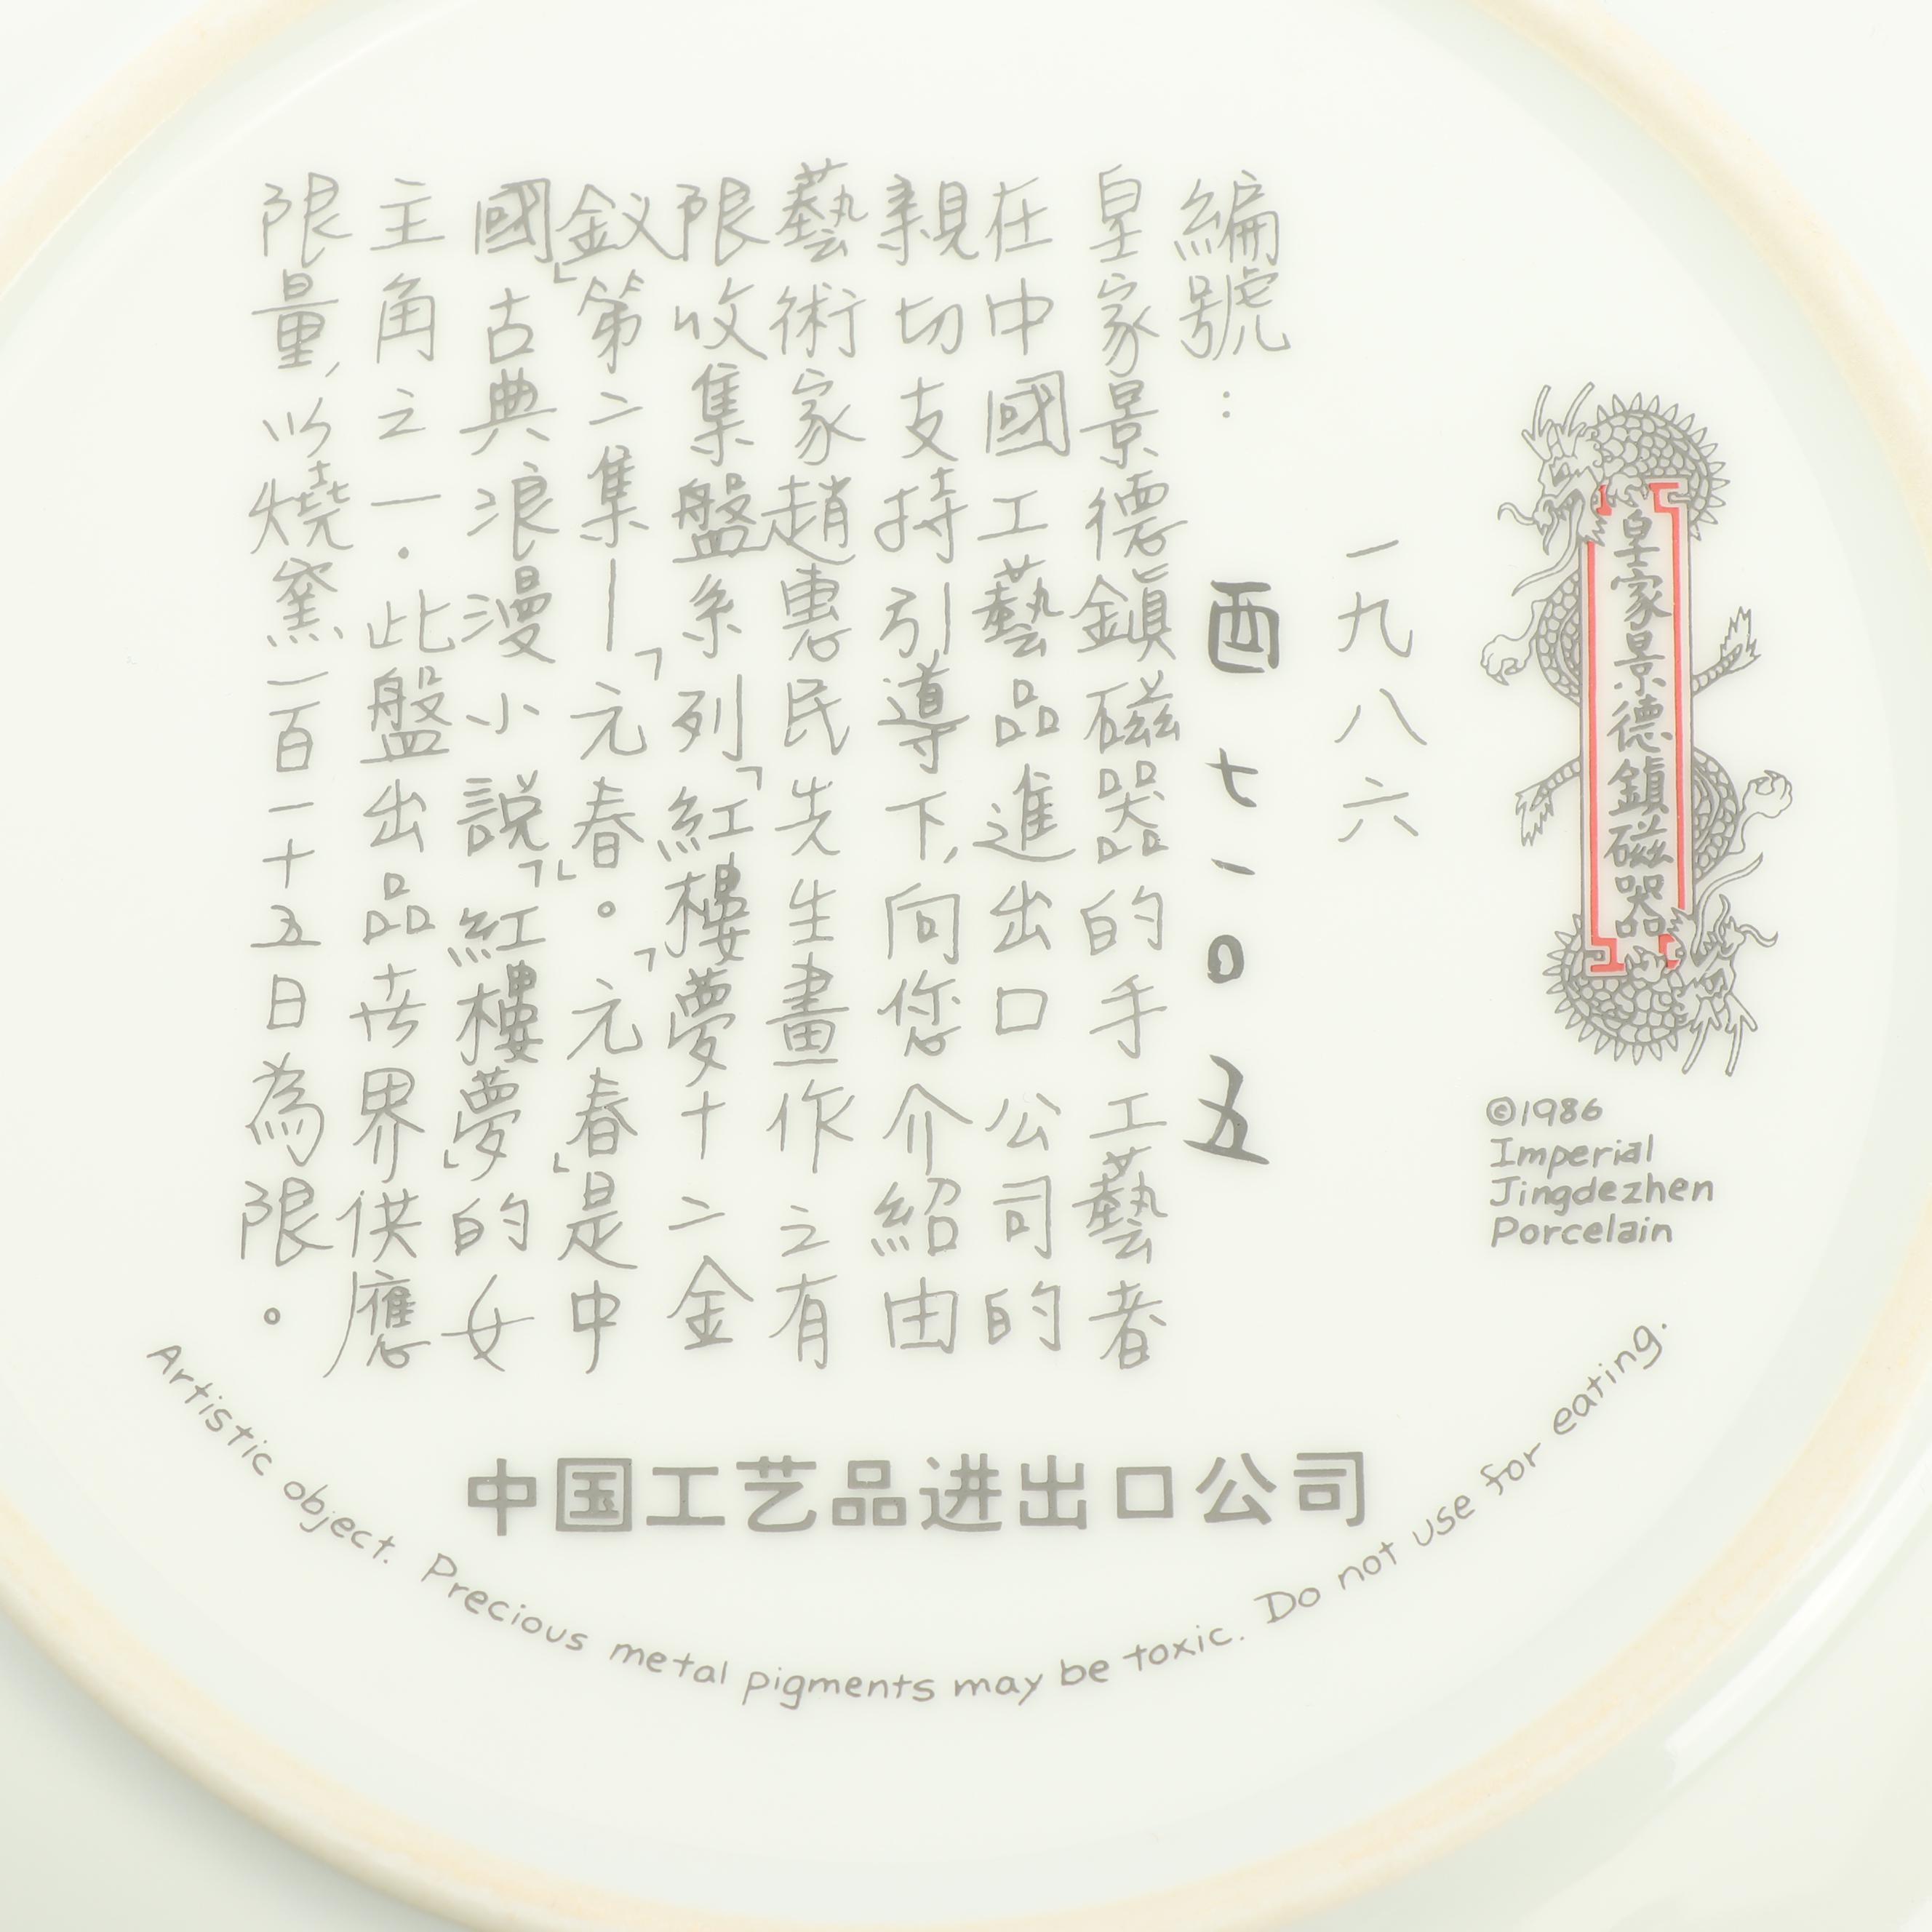 皇家景德鎮磁器
©1986
Imperial
Jingdezhen
Porcelain
一九八六
編號：酉七一0五
皇家景德鎮磁器的手工藝者
在中國工藝品進出口公司的
親切支持引導下，向您介紹由
藝術家趙惠民先生畫作之有
限收集盤系列「紅樓夢十二金
釵」第二集—「元春」。「元春」是中
國古典浪漫小說「紅樓夢」的女
主角之一．此盤出品卋界供應
限量，以燒窯一百一十五日為限。
中国工艺品进出口公司
Artistic object. Precious metal pigments may be toxic. Do not use for eating.